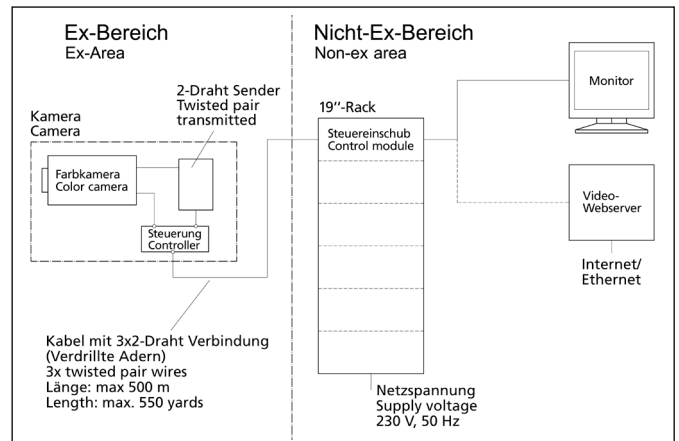 Ex-Bereich
Ex-Area
Nicht-Ex-Bereich
Non-ex area
2-Draht Sender
Twisted pair
transmitted
Kamera
Camera
Farbkamera
Color camera
Steuerung
Controller
19‘‘-Rack
Steuereinschub
Control module
Monitor
Video-
Webserver
Internet/
Ethernet
Kabel mit 3x2-Draht Verbindung
(Verdrillte Adern)
3x twisted pair wires
Länge: max 500 m
Length: max. 550 yards
Netzspannung
Supply voltage
230 V, 50 Hz